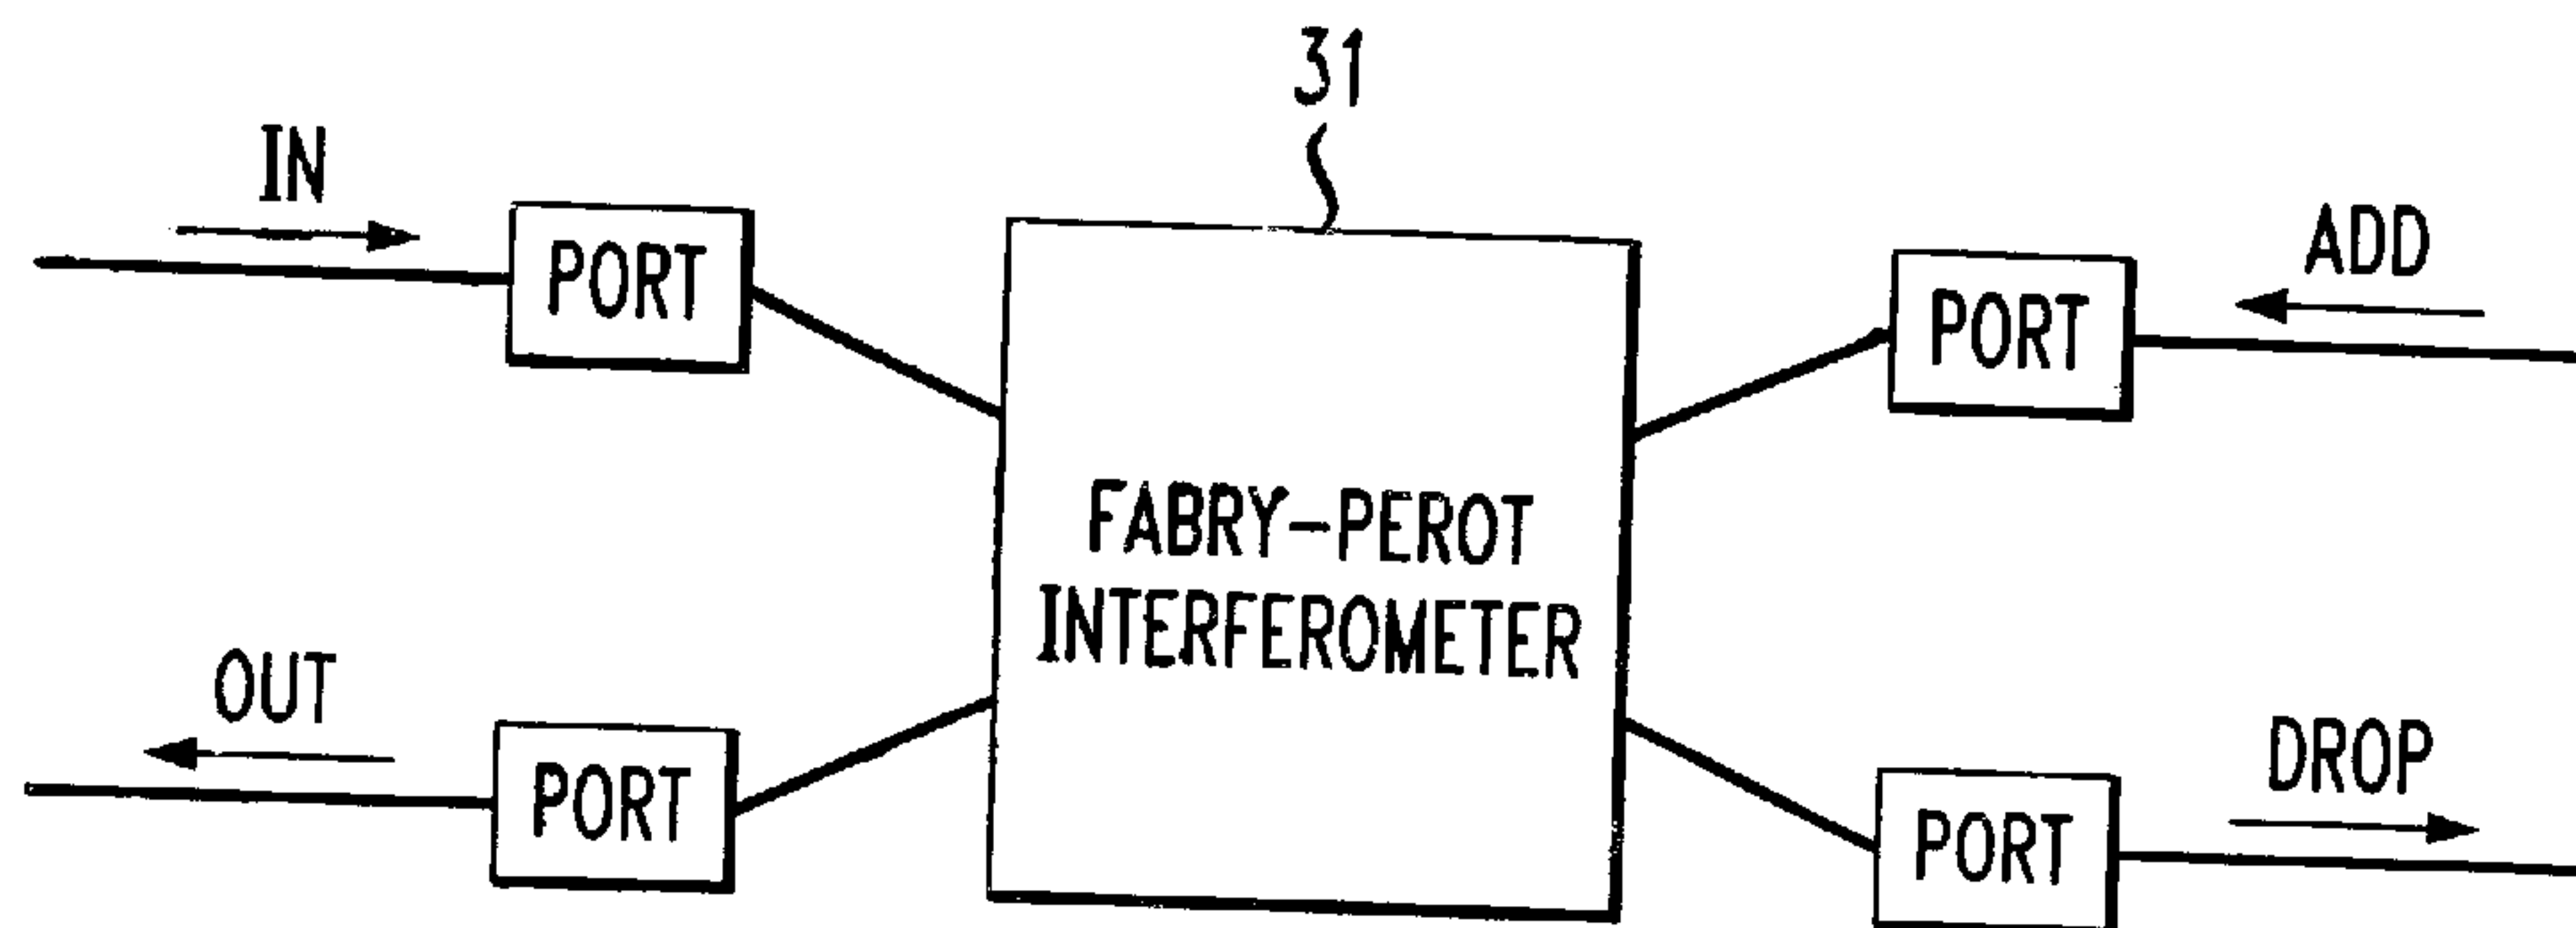 31
IN
PORT
ADD
PORT
FABRY-PEROT
INTERFEROMETER
OUT
PORT
DROP
PORT